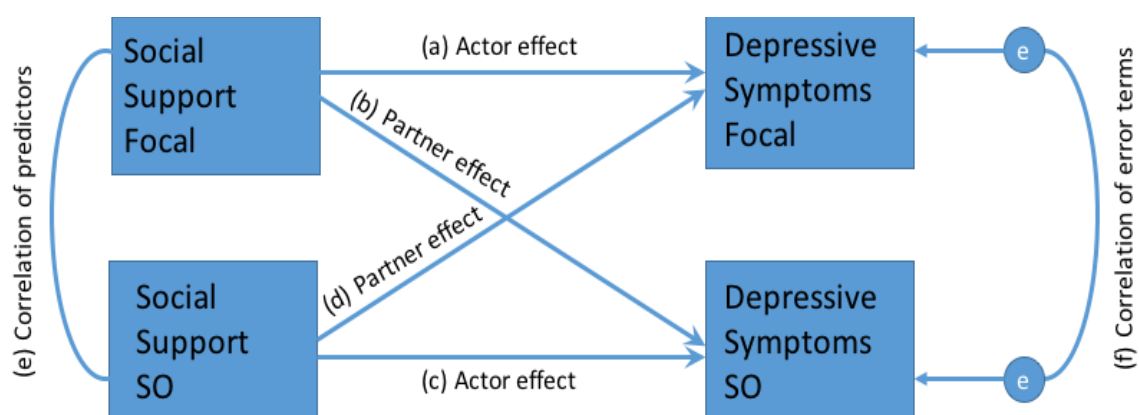 (e) Correlation of predictors
Social
Support
Focal
(a) Actor effect
(b) Partner effect
Depressive
Symptoms
Focal
e
Social
Support
SO
(d) Partner effect
(c) Actor effect
Depressive
Symptoms
SO
e
(f) Correlation of error terms